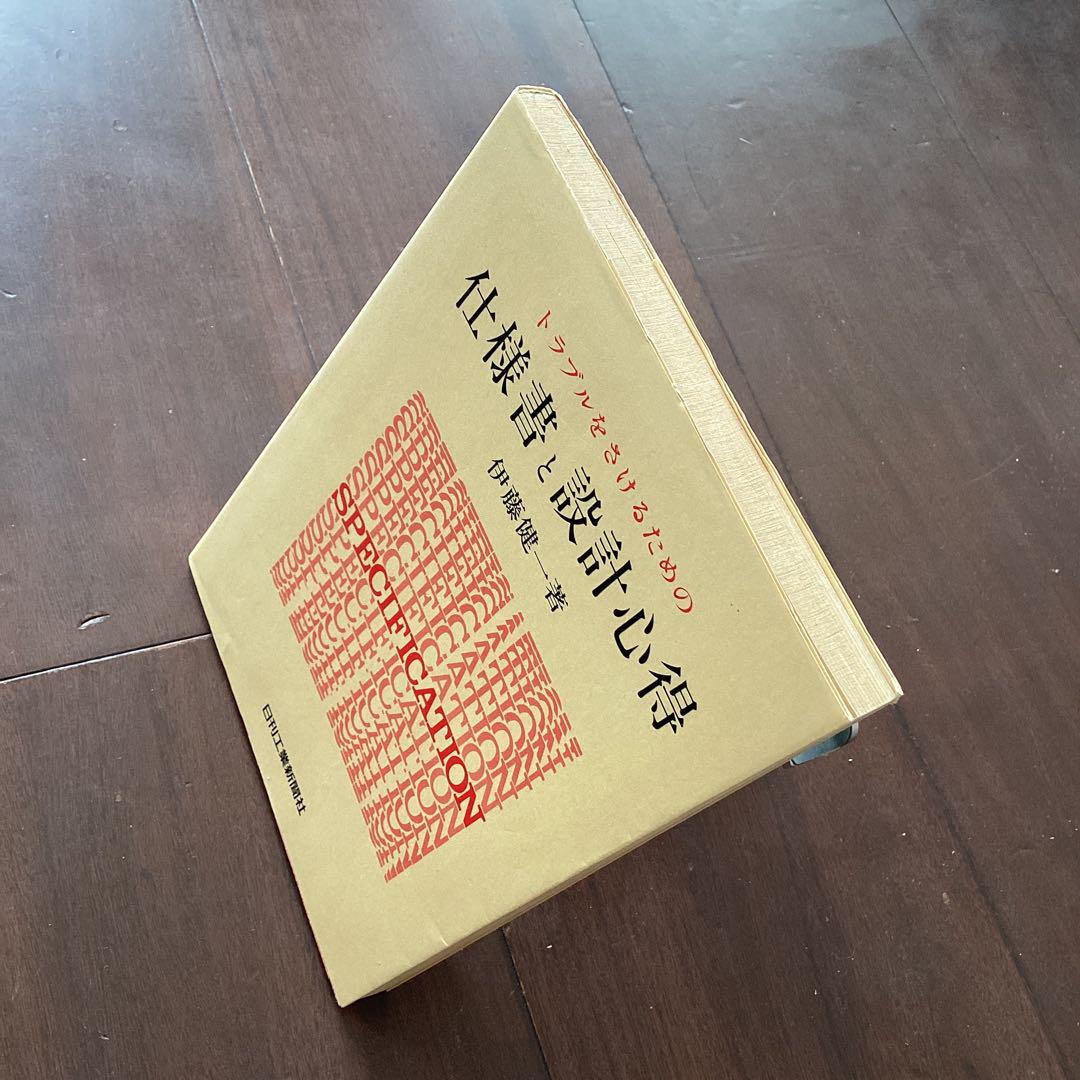 トラブルをさけるための
仕様書と設計心得
伊藤健一著
SPECIFICATION
日刊工業新聞社